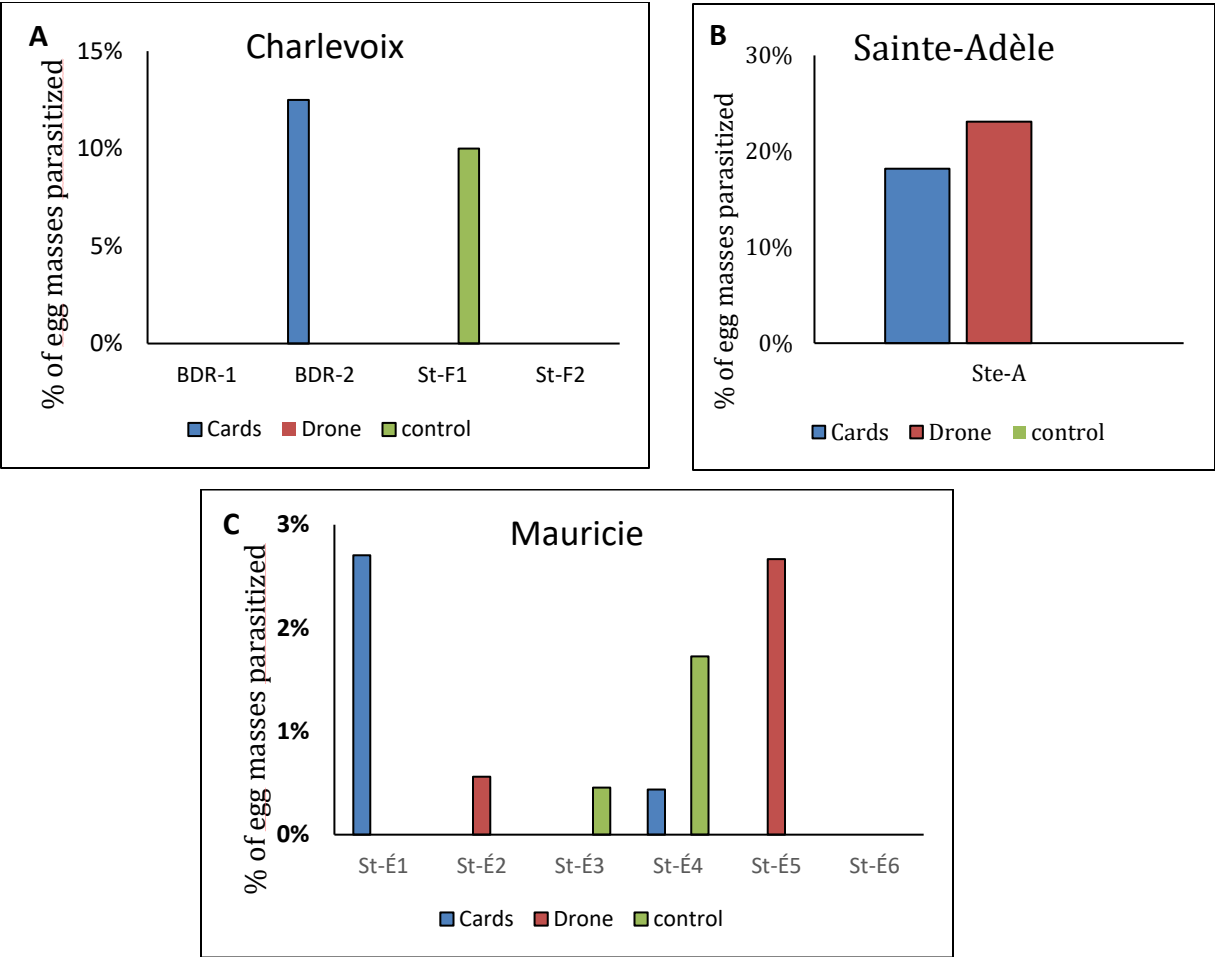 A
Charlevoix
% of egg masses parasitized
15%
10%
5%
0%
BDR-1 BDR-2 St-F1 St-F2
Cards Drone control
B
Sainte-Adèle
% of egg masses parasitized
30%
20%
10%
0%
Ste-A
Cards Drone control
C
Mauricie
% of egg masses parasitized
3%
2%
1%
0%
St-É1 St-É2 St-É3 St-É4 St-É5 St-É6
Cards Drone control